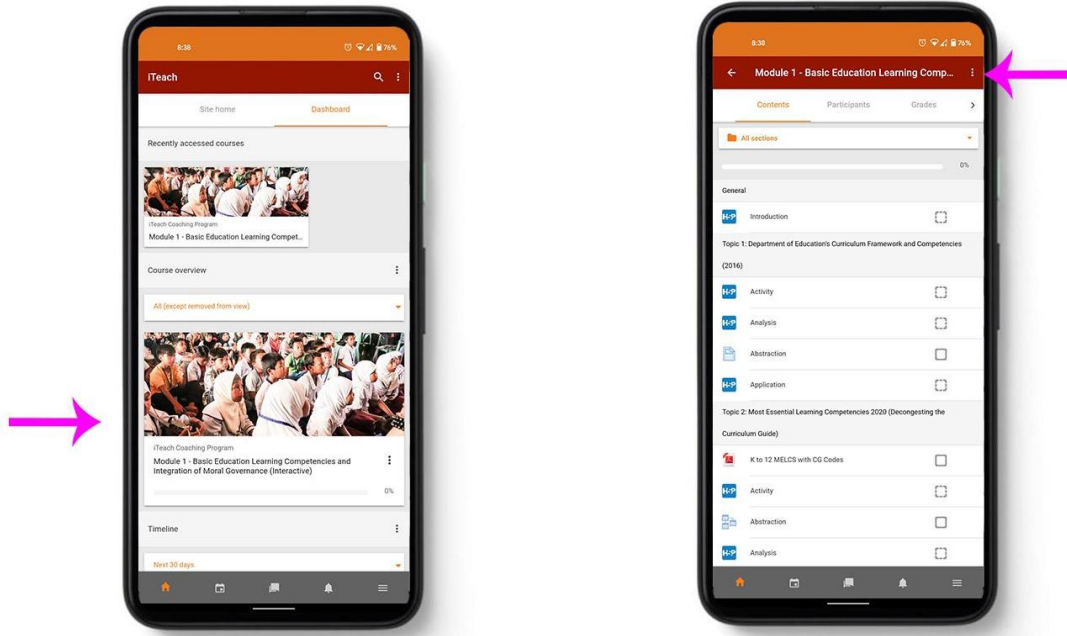 8:38
76%
iTeach
Site home
Dashboard
Recently accessed courses
iTeach Coaching Program
Module 1 - Basic Education Learning Compet...
Course overview
All (except removed from view)
iTeach Coaching Program
Module 1 - Basic Education Learning Competencies and
Integration of Moral Governance (Interactive)
0%
Timeline
Next 30 days
8:38
76%
Module 1 - Basic Education Learning Comp...
Contents
Participants
Grades
All sections
0%
General
H-P Introduction
Topic 1: Department of Education's Curriculum Framework and Competencies
(2016)
H-P Activity
H-P Analysis
Abstraction
H-P Application
Topic 2: Most Essential Learning Competencies 2020 (Decongesting the
Curriculum Guide)
K to 12 MELCS with CG Codes
H-P Activity
Abstraction
H-P Analysis